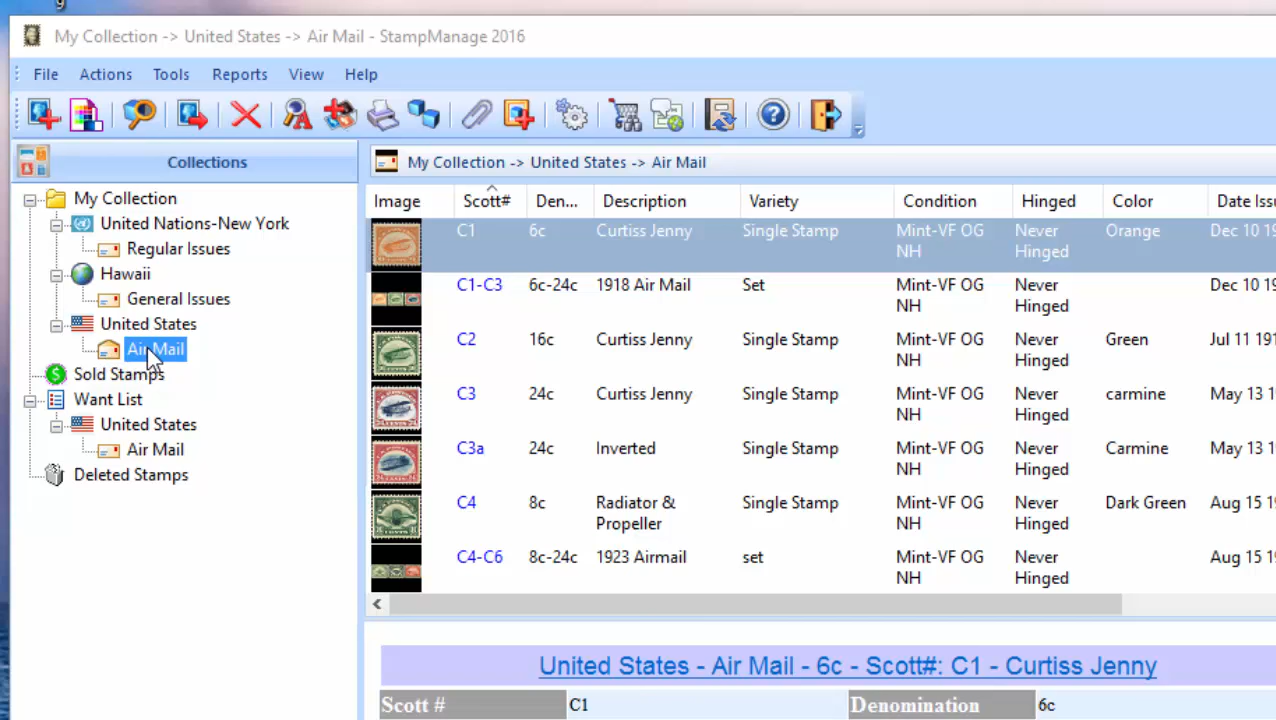 My Collection -> United States -> Air Mail - StampManage 2016
File Actions Tools Reports View Help
Collections
My Collection -> United States -> Air Mail
My Collection
United Nations-New York
Regular Issues
Hawaii
General Issues
United States
Air Mail
Sold Stamps
Want List
United States
Air Mail
Deleted Stamps
Image Scott# Den... Description Variety Condition Hinged Color Date Issu
C1 6c Curtiss Jenny Single Stamp Mint-VF OG Never Orange Dec 10 19
NH Hinged
C1-C3 6c-24c 1918 Air Mail Set Mint-VF OG Never Dec 10 19
NH Hinged
C2 16c Curtiss Jenny Single Stamp Mint-VF OG Never Green Jul 11 191
NH Hinged
C3 24c Curtiss Jenny Single Stamp Mint-VF OG Never carmine May 13 1
NH Hinged
C3a 24c Inverted Single Stamp Mint-VF OG Never Carmine May 13 1
NH Hinged
C4 8c Radiator & Single Stamp Mint-VF OG Never Dark Green Aug 15 1
Propeller NH Hinged
C4-C6 8c-24c 1923 Airmail set Mint-VF OG Never Aug 15 1
NH Hinged
United States - Air Mail - 6c - Scott#: C1 - Curtiss Jenny
Scott # C1 Denomination 6c